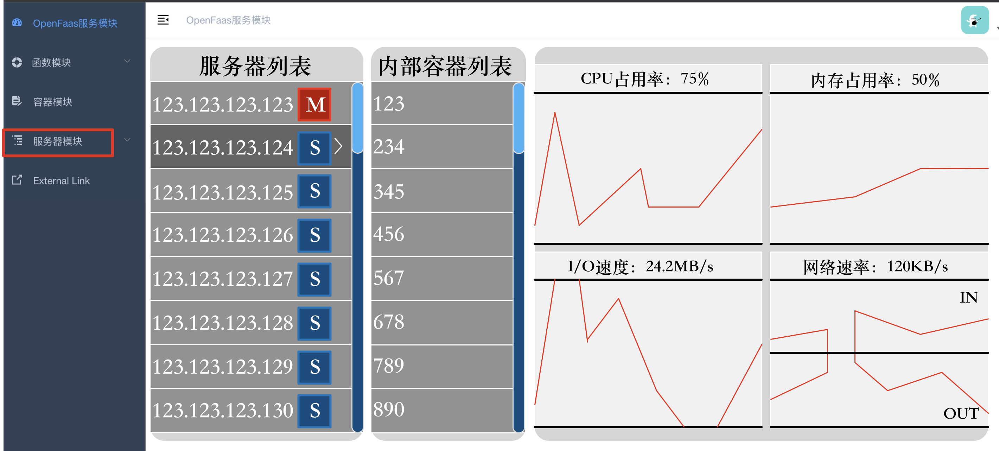 OpenFaas服务模块
函数模块
容器模块
服务器模块
External Link
OpenFaas服务模块
服务器列表
123.123.123.123 M
123.123.123.124 S
123.123.123.125 S
123.123.123.126 S
123.123.123.127 S
123.123.123.128 S
123.123.123.129 S
123.123.123.130 S
内部容器列表
123
234
345
456
567
678
789
890
CPU占用率：75%
内存占用率：50%
I/O速度：24.2MB/s
网络速率：120KB/s
IN
OUT